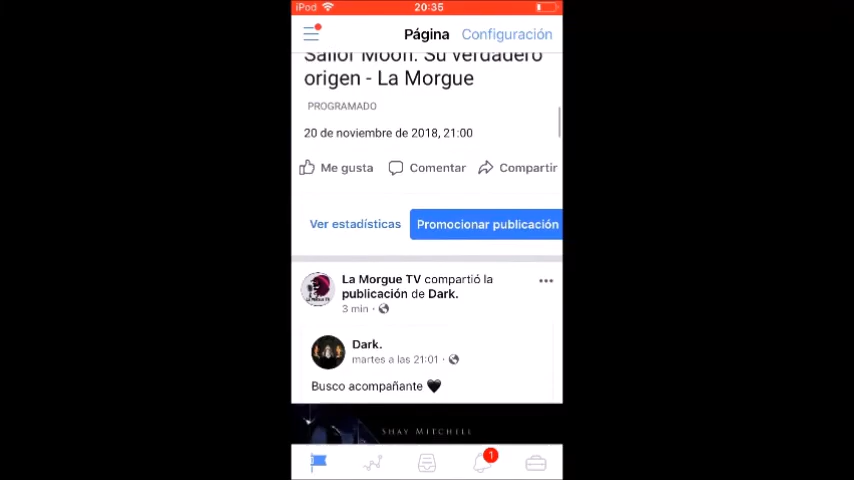 iPod 20:35
Página Configuración
Sailor Moon: Su verdadero
origen - La Morgue
PROGRAMADO
20 de noviembre de 2018, 21:00
Me gusta Comentar Compartir
Ver estadísticas Promocionar publicación
La Morgue TV compartió la
publicación de Dark.
3 min ·
Dark.
martes a las 21:01 ·
Busco acompañante 🖤
SHAY MITCHELL
1